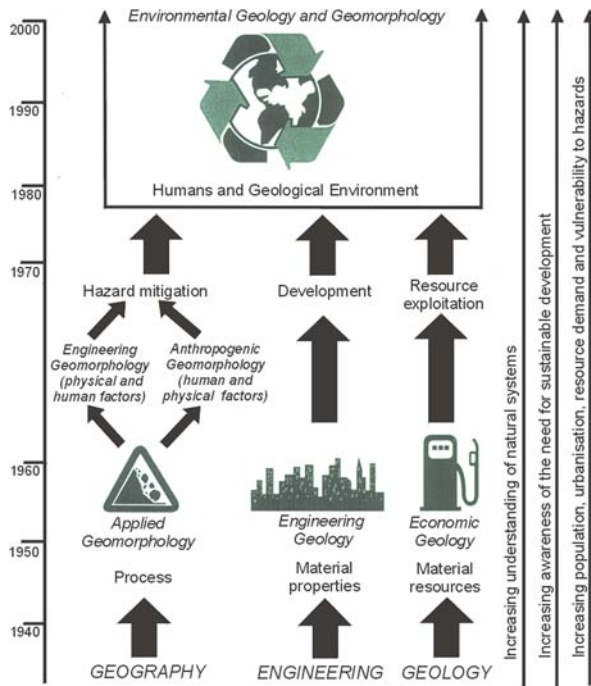 Environmental Geology and Geomorphology
Humans and Geological Environment
2000
1990
1980
1970
1960
1950
1940
Hazard mitigation
Development
Resource
exploitation
Engineering
Geomorphology
(physical and
human factors)
Anthropogenic
Geomorphology
(human and
physical factors)
Applied
Geomorphology
Engineering
Geology
Economic
Geology
Process
Material
properties
Material
resources
GEOGRAPHY
ENGINEERING
GEOLOGY
Increasing understanding of natural systems
Increasing awareness of the need for sustainable development
Increasing population, urbanisation, resource demand and vulnerability to hazards